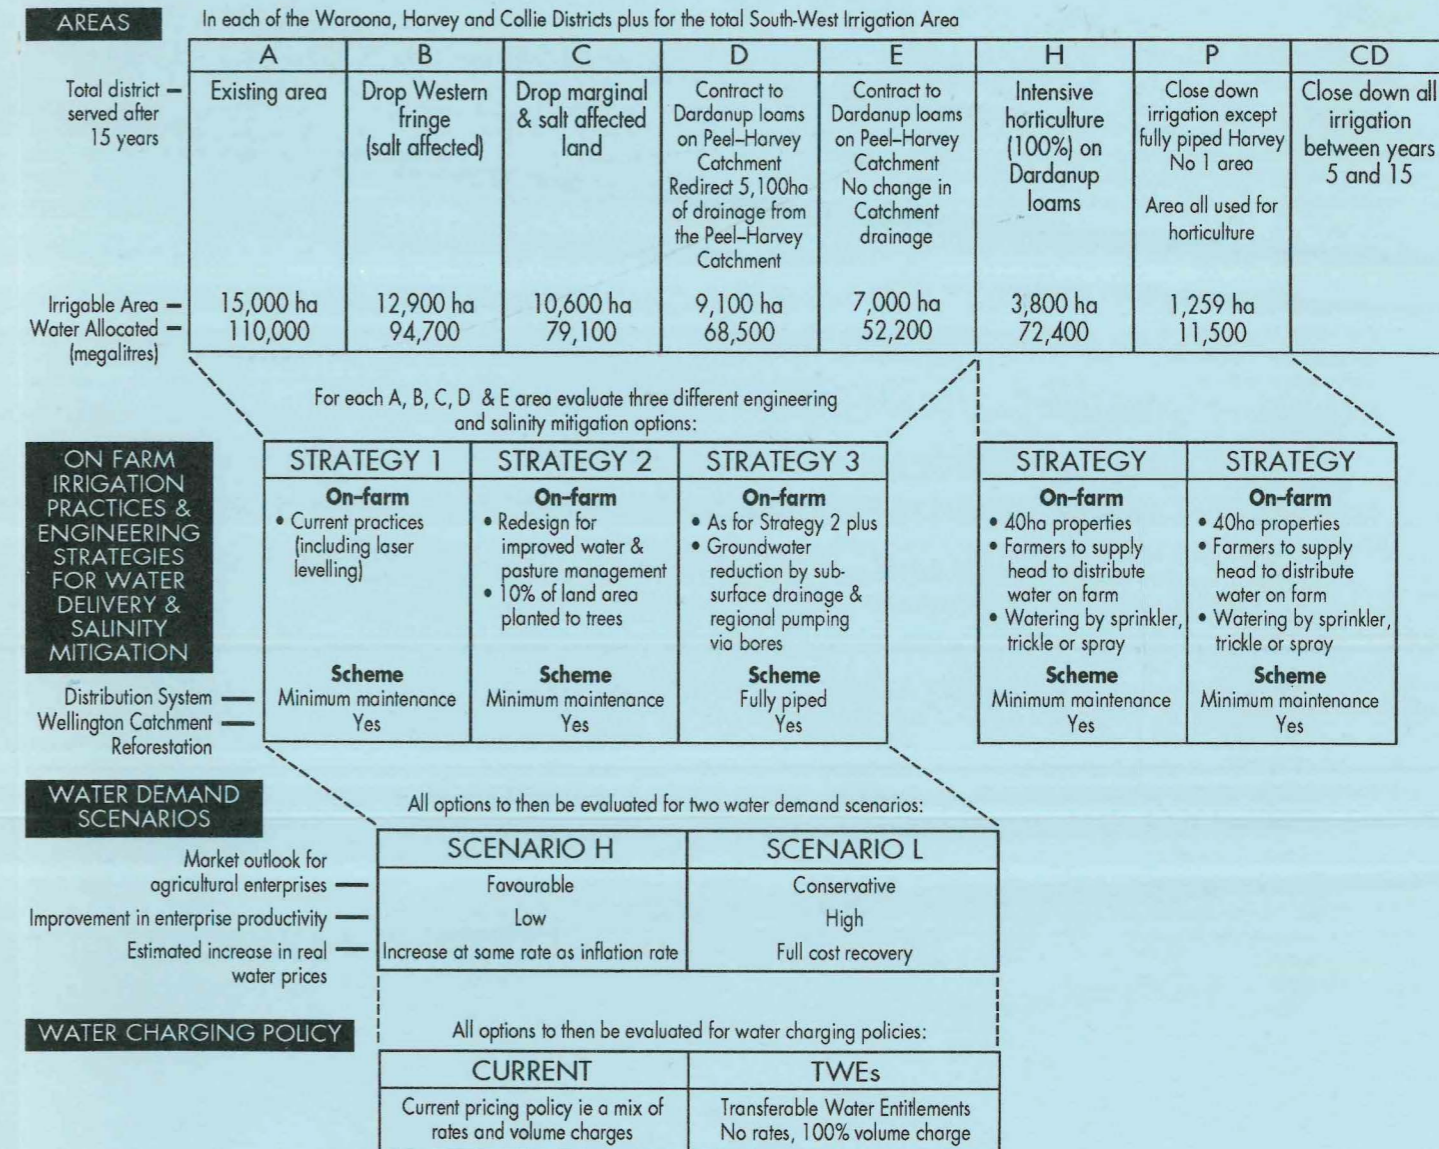 AREAS
In each of the Waroona, Harvey and Collie Districts plus for the total South-West Irrigation Area
Total district
served after
15 years
A
Existing area
B
Drop Western
fringe
(salt affected)
C
Drop marginal
& salt affected
land
D
Contract to
Dardanup loams
on Peel–Harvey
Catchment
Redirect 5,100ha
of drainage from
the Peel–Harvey
Catchment
E
Contract to
Dardanup loams
on Peel–Harvey
Catchment
No change in
Catchment
drainage
H
Intensive
horticulture
(100%) on
Dardanup
loams
P
Close down
irrigation except
fully piped Harvey
No 1 area
Area all used for
horticulture
CD
Close down all
irrigation
between years
5 and 15
Irrigable Area
15,000 ha
12,900 ha
10,600 ha
9,100 ha
7,000 ha
3,800 ha
1,259 ha
Water Allocated
(megalitres)
110,000
94,700
79,100
68,500
52,200
72,400
11,500
For each A, B, C, D & E area evaluate three different engineering
and salinity mitigation options:
ON FARM
IRRIGATION
PRACTICES &
ENGINEERING
STRATEGIES
FOR WATER
DELIVERY &
SALINITY
MITIGATION
Distribution System
Wellington Catchment
Reforestation
STRATEGY 1
On–farm
• Current practices
(including laser
levelling)
Scheme
Minimum maintenance
Yes
STRATEGY 2
On–farm
• Redesign for
improved water &
pasture management
• 10% of land area
planted to trees
Scheme
Minimum maintenance
Yes
STRATEGY 3
On–farm
• As for Strategy 2 plus
• Groundwater
reduction by sub-
surface drainage &
regional pumping
via bores
Scheme
Fully piped
Yes
STRATEGY
On–farm
• 40ha properties
• Farmers to supply
head to distribute
water on farm
• Watering by sprinkler,
trickle or spray
Scheme
Minimum maintenance
Yes
STRATEGY
On–farm
• 40ha properties
• Farmers to supply
head to distribute
water on farm
• Watering by sprinkler,
trickle or spray
Scheme
Minimum maintenance
Yes
WATER DEMAND
SCENARIOS
All options to then be evaluated for two water demand scenarios:
SCENARIO H
SCENARIO L
Market outlook for
agricultural enterprises
Favourable
Conservative
Improvement in enterprise productivity
Low
High
Estimated increase in real
water prices
Increase at same rate as inflation rate
Full cost recovery
WATER CHARGING POLICY
All options to then be evaluated for water charging policies:
CURRENT
Current pricing policy ie a mix of
rates and volume charges
TWEs
Transferable Water Entitlements
No rates, 100% volume charge